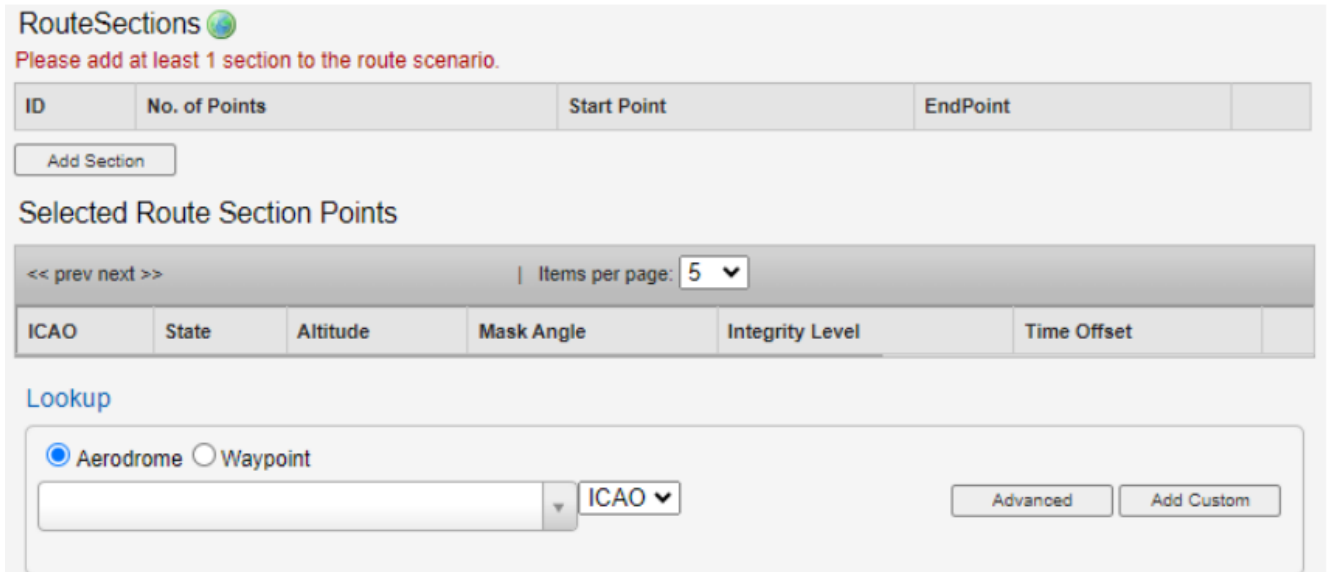 RouteSections
Please add at least 1 section to the route scenario.
ID No. of Points Start Point EndPoint
Add Section
Selected Route Section Points
<< prev next >> | Items per page: 5
ICAO State Altitude Mask Angle Integrity Level Time Offset
Lookup
Aerodrome Waypoint
ICAO Advanced Add Custom